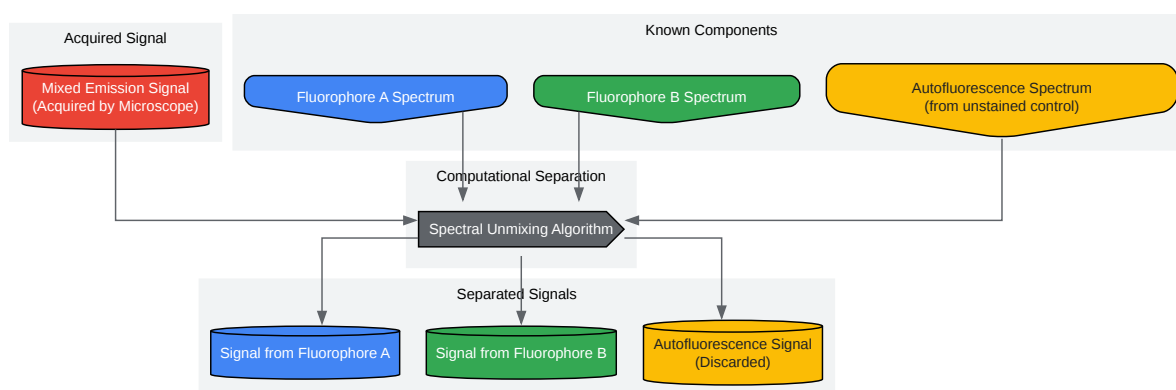 Acquired Signal
Known Components
Mixed Emission Signal
(Acquired by Microscope)
Fluorophore A Spectrum
Fluorophore B Spectrum
Autofluorescence Spectrum
(from unstained control)
Computational Separation
Spectral Unmixing Algorithm
Separated Signals
Signal from Fluorophore A
Signal from Fluorophore B
Autofluorescence Signal
(Discarded)